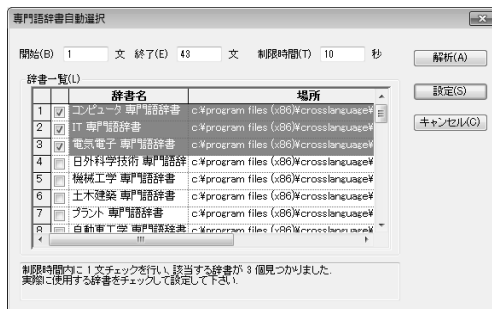 専門語辞書自動選択
開始(B) 1 文 終了(E) 43 文 制限時間(T) 10 秒
解析(A)
設定(S)
キャンセル(C)
辞書一覧(L)
辞書名 場所
1 コンピュータ 専門語辞書 c:¥program files (x86)¥crosslanguage¥
2 IT 専門語辞書 c:¥program files (x86)¥crosslanguage¥
3 電気電子 専門語辞書 c:¥program files (x86)¥crosslanguage¥
4 日外科学技術 専門語辞 c:¥program files (x86)¥crosslanguage¥
5 機械工学 専門語辞書 c:¥program files (x86)¥crosslanguage¥
6 土木建築 専門語辞書 c:¥program files (x86)¥crosslanguage¥
7 プラント 専門語辞書 c:¥program files (x86)¥crosslanguage¥
8 自動車工学 専門語辞書 c:¥program files (x86)¥crosslanguage¥
制限時間内に 1 文チェックを行い、該当する辞書が 3 個見つかりました.
実際に使用する辞書をチェックして設定して下さい.